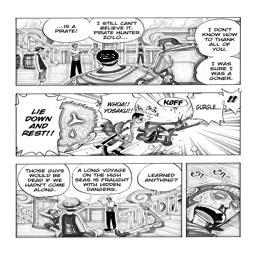 I DON'T
KNOW HOW
TO THANK
ALL OF
YOU.
I WAS
SURE I
WAS A
GONER.
I STILL CAN'T
BELIEVE IT.
PIRATE HUNTER
ZOLO...
...IS A
PIRATE!
!!
GURGLE...
KOFF
WHOA!!
YOSAKU!!
LIE
DOWN
AND
REST!!
LEARNED
ANYTHING?
A LONG VOYAGE
ON THE HIGH
SEAS IS FRAUGHT
WITH HIDDEN
DANGERS.
THOSE GUYS
WOULD BE
DEAD IF WE
HADN'T COME
ALONG.